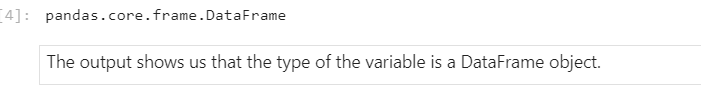 [4]: pandas.core.frame.DataFrame
The output shows us that the type of the variable is a DataFrame object.